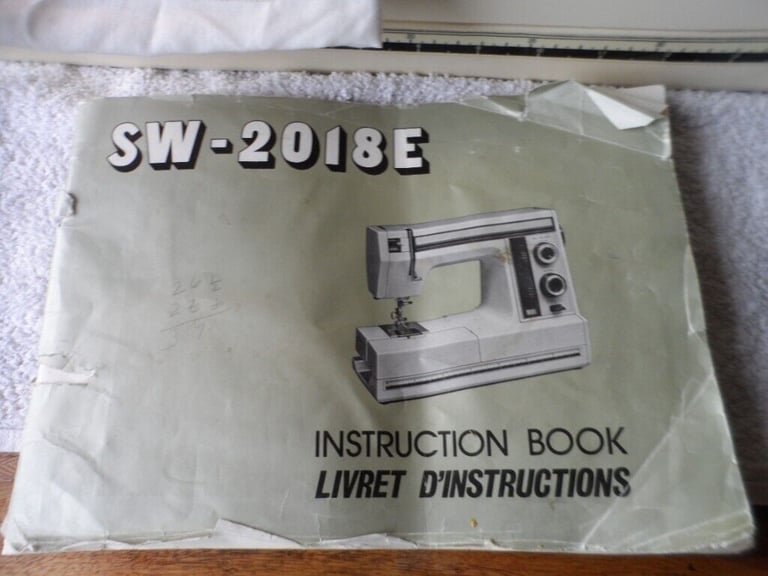 SW-2018E
INSTRUCTION BOOK
LIVRET D'INSTRUCTIONS